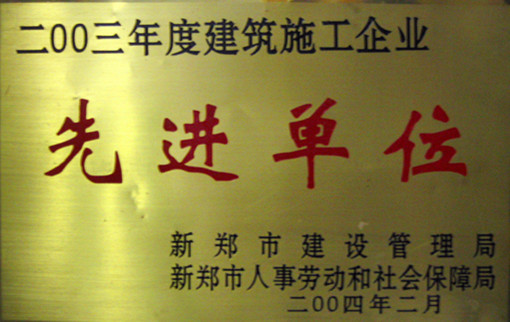 二00三年度建筑施工企业
先进单位
新郑市建设管理局
新郑市人事劳动和社会保障局
二00四年二月